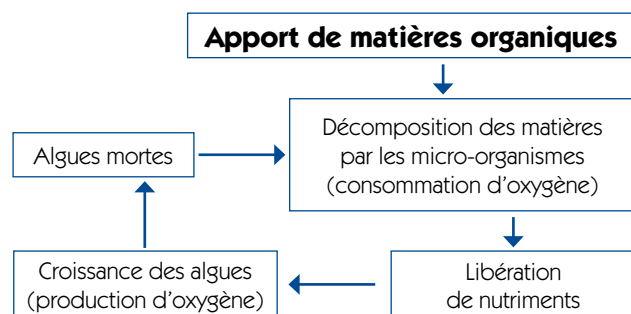 Apport de matières organiques
Décomposition des matières
par les micro-organismes
(consommation d'oxygène)
Algues mortes
Croissance des algues
(production d'oxygène)
Libération
de nutriments